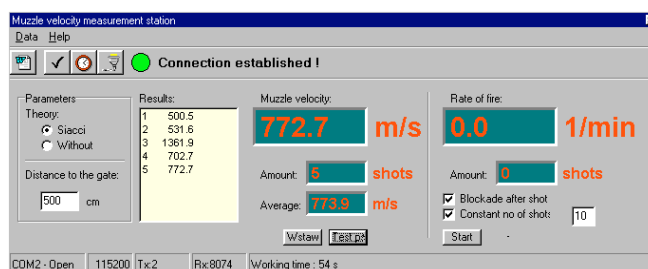 Muzzle velocity measurement station
Data Help
Connection established !
Parameters
Theory:
Siacci
Without
Distance to the gate:
500 cm
Results:
1 500.5
2 531.6
3 1361.9
4 702.7
5 772.7
Muzzle velocity:
772.7 m/s
Amount: 5 shots
Average: 773.9 m/s
Wstaw Test p+
Rate of fire:
0.0 1/min
Amount: 0 shots
Blockade after shot
Constant no of shots 10
Start -
COM2 - Open 115200 Tx:2 Rx:8074 Working time : 54 s